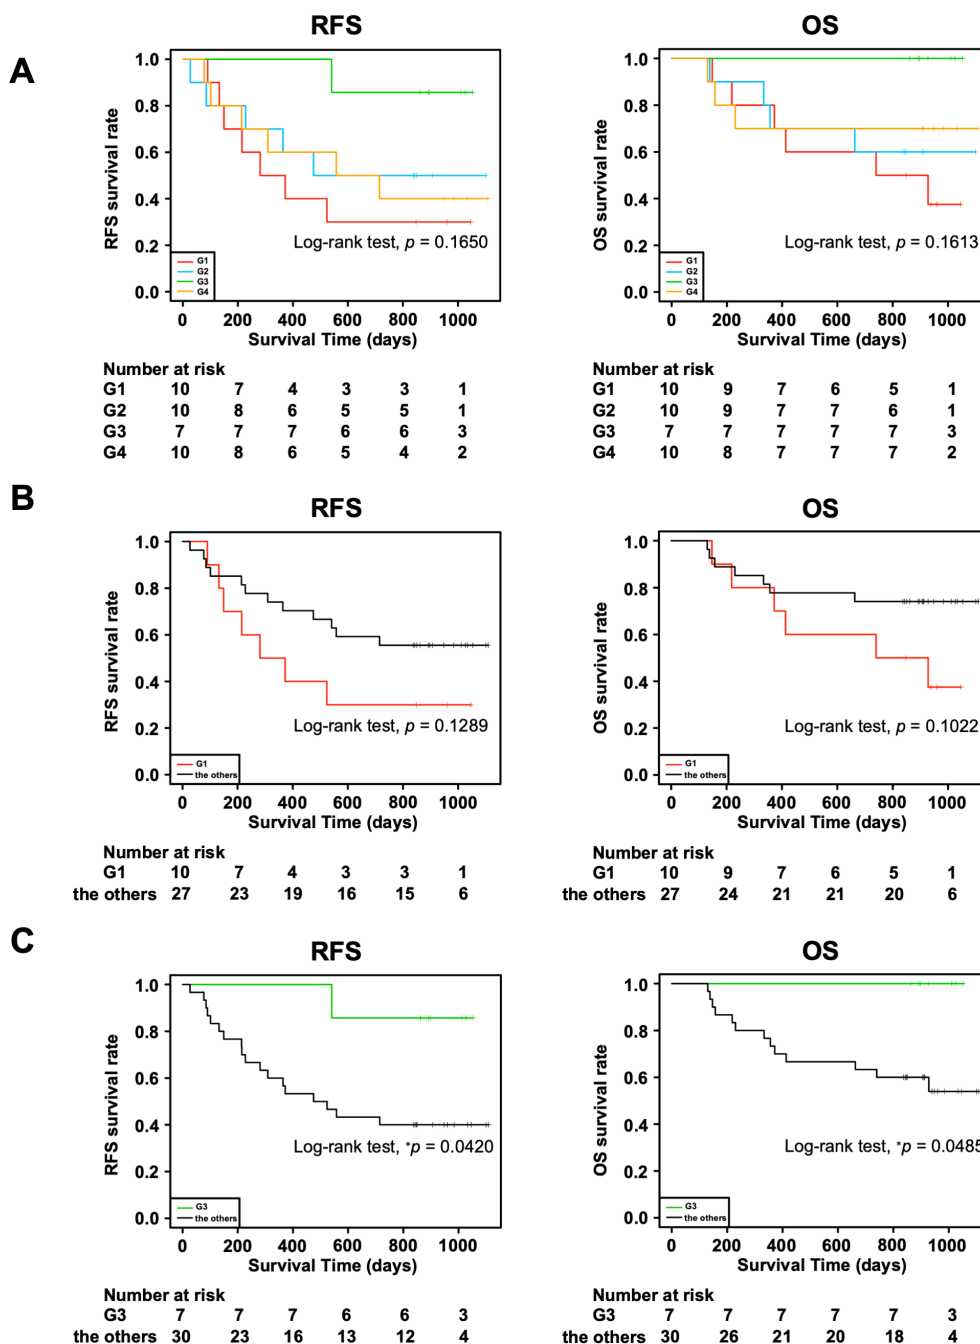 RFS
OS
A
1.0
0.8
0.6
0.4
0.2
0.0
RFS survival rate
Log-rank test, p = 0.1650
G1
G2
G3
G4
0 200 400 600 800 1000
Survival Time (days)
1.0
0.8
0.6
0.4
0.2
0.0
OS survival rate
Log-rank test, p = 0.1613
G1
G2
G3
G4
0 200 400 600 800 1000
Survival Time (days)
Number at risk
G1 10 7 4 3 3 1
G2 10 8 6 5 5 1
G3 7 7 7 6 6 3
G4 10 8 6 5 4 2
Number at risk
G1 10 9 7 6 5 1
G2 10 9 7 7 6 1
G3 7 7 7 7 7 3
G4 10 8 7 7 7 2
B
RFS
OS
1.0
0.8
0.6
0.4
0.2
0.0
RFS survival rate
Log-rank test, p = 0.1289
G1
the others
0 200 400 600 800 1000
Survival Time (days)
1.0
0.8
0.6
0.4
0.2
0.0
OS survival rate
Log-rank test, p = 0.1022
G1
the others
0 200 400 600 800 1000
Survival Time (days)
Number at risk
G1 10 7 4 3 3 1
the others 27 23 19 16 15 6
Number at risk
G1 10 9 7 6 5 1
the others 27 24 21 21 20 6
C
RFS
OS
1.0
0.8
0.6
0.4
0.2
0.0
RFS survival rate
Log-rank test, *p = 0.0420
G3
the others
0 200 400 600 800 1000
Survival Time (days)
1.0
0.8
0.6
0.4
0.2
0.0
OS survival rate
Log-rank test, *p = 0.0485
G3
the others
0 200 400 600 800 1000
Survival Time (days)
Number at risk
G3 7 7 7 6 6 3
the others 30 23 16 13 12 4
Number at risk
G3 7 7 7 7 7 3
the others 30 26 21 20 18 4